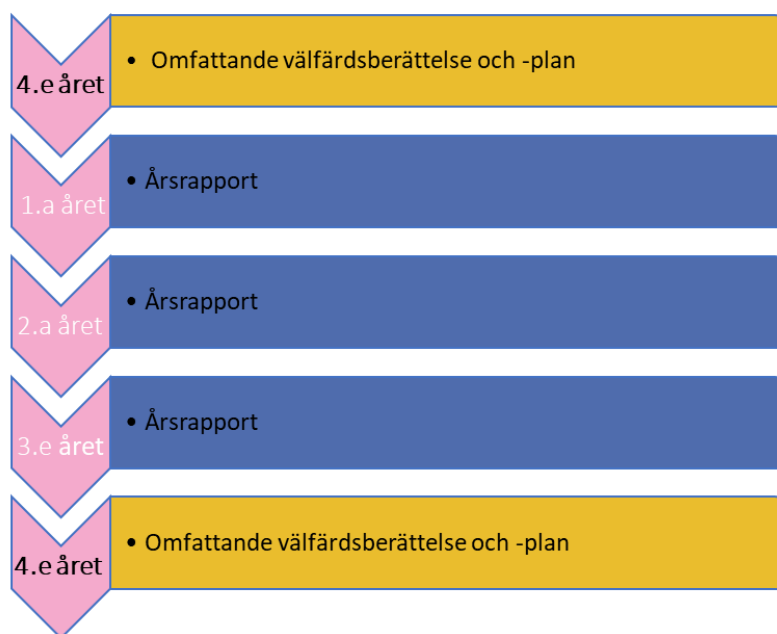 4.e året
• Omfattande välfärdsberättelse och -plan
1.a året
• Årsrapport
2.a året
• Årsrapport
3.e året
• Årsrapport
4.e året
• Omfattande välfärdsberättelse och -plan